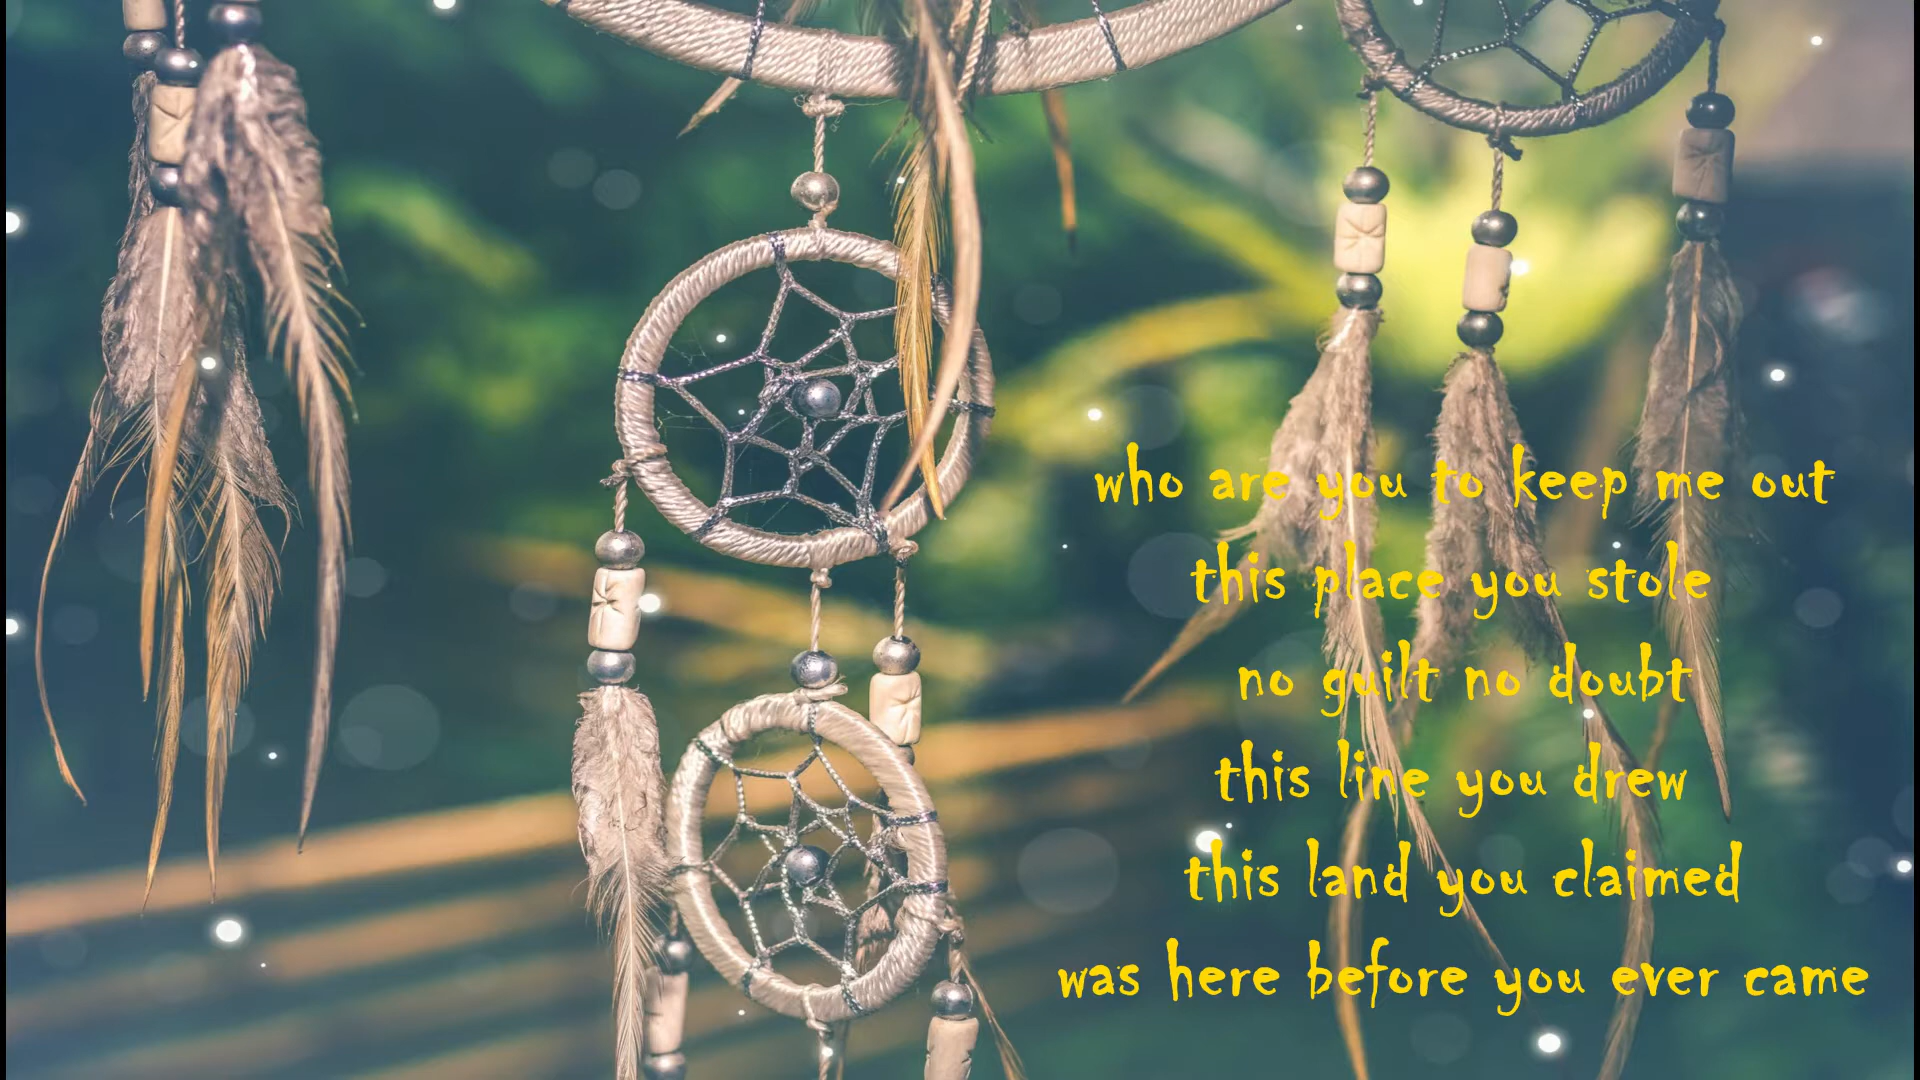 who are you to keep me out
this place you stole
no guilt no doubt
this line you drew
this land you claimed
was here before you ever came